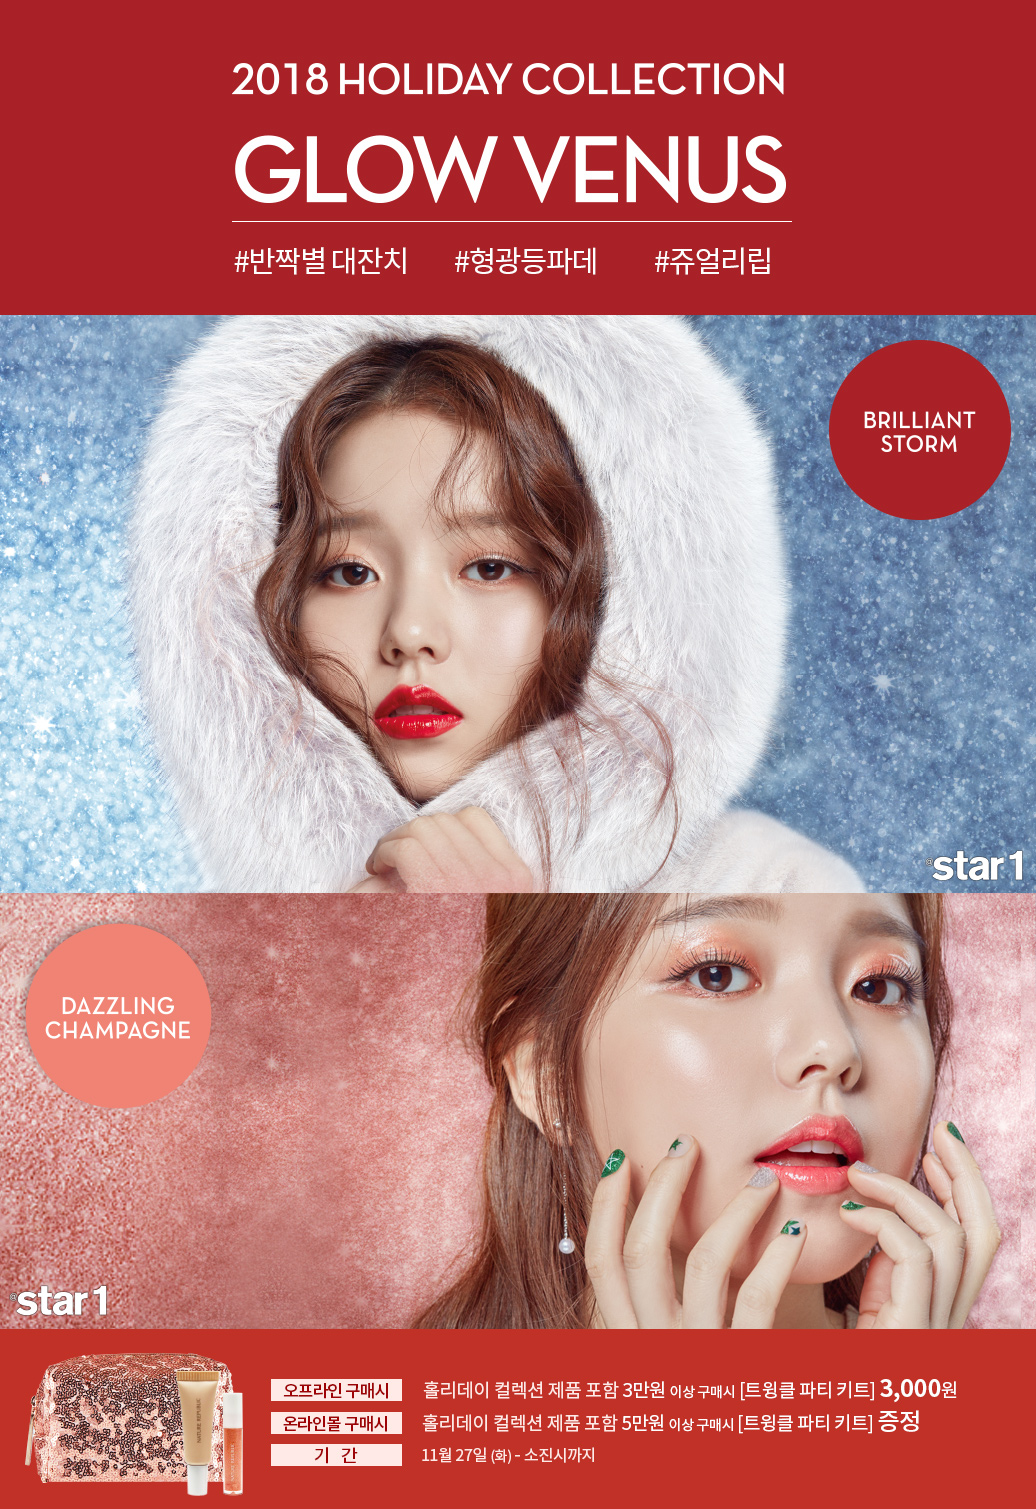 2018 HOLIDAY COLLECTION
GLOW VENUS
#반짝별 대잔치 #형광등파데 #쥬얼리립
BRILLIANT
STORM
@star1
DAZZLING
CHAMPAGNE
@star1
NATURE REPUBLIC
오프라인 구매시 홀리데이 컬렉션 제품 포함 3만원 이상 구매시 [트윙클 파티 키트] 3,000원
온라인몰 구매시 홀리데이 컬렉션 제품 포함 5만원 이상 구매시 [트윙클 파티 키트] 증정
기 간 11월 27일 (화) - 소진시까지